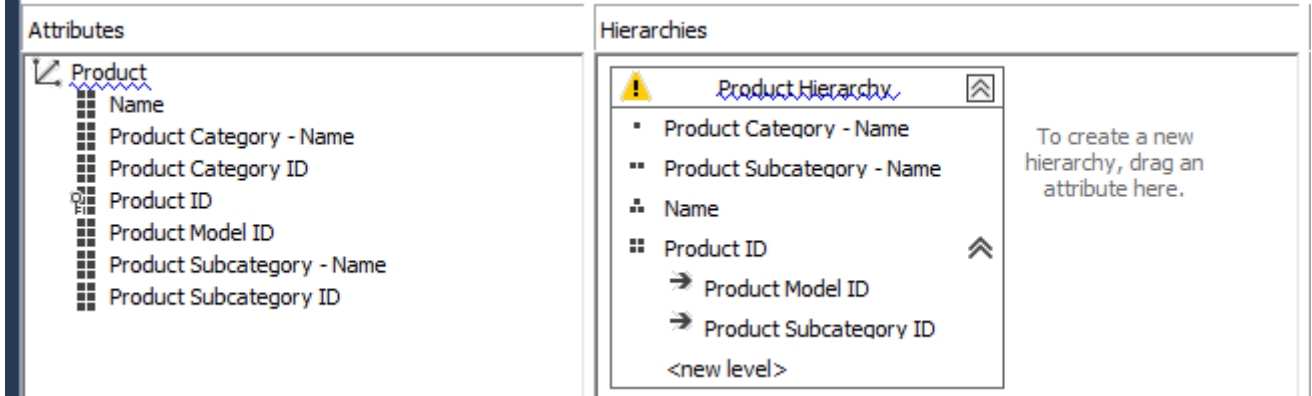 Attributes
Product
Name
Product Category - Name
Product Category ID
Product ID
Product Model ID
Product Subcategory - Name
Product Subcategory ID
Hierarchies
Product Hierarchy
Product Category - Name
Product Subcategory - Name
Name
Product ID
Product Model ID
Product Subcategory ID
<new level>
To create a new
hierarchy, drag an
attribute here.